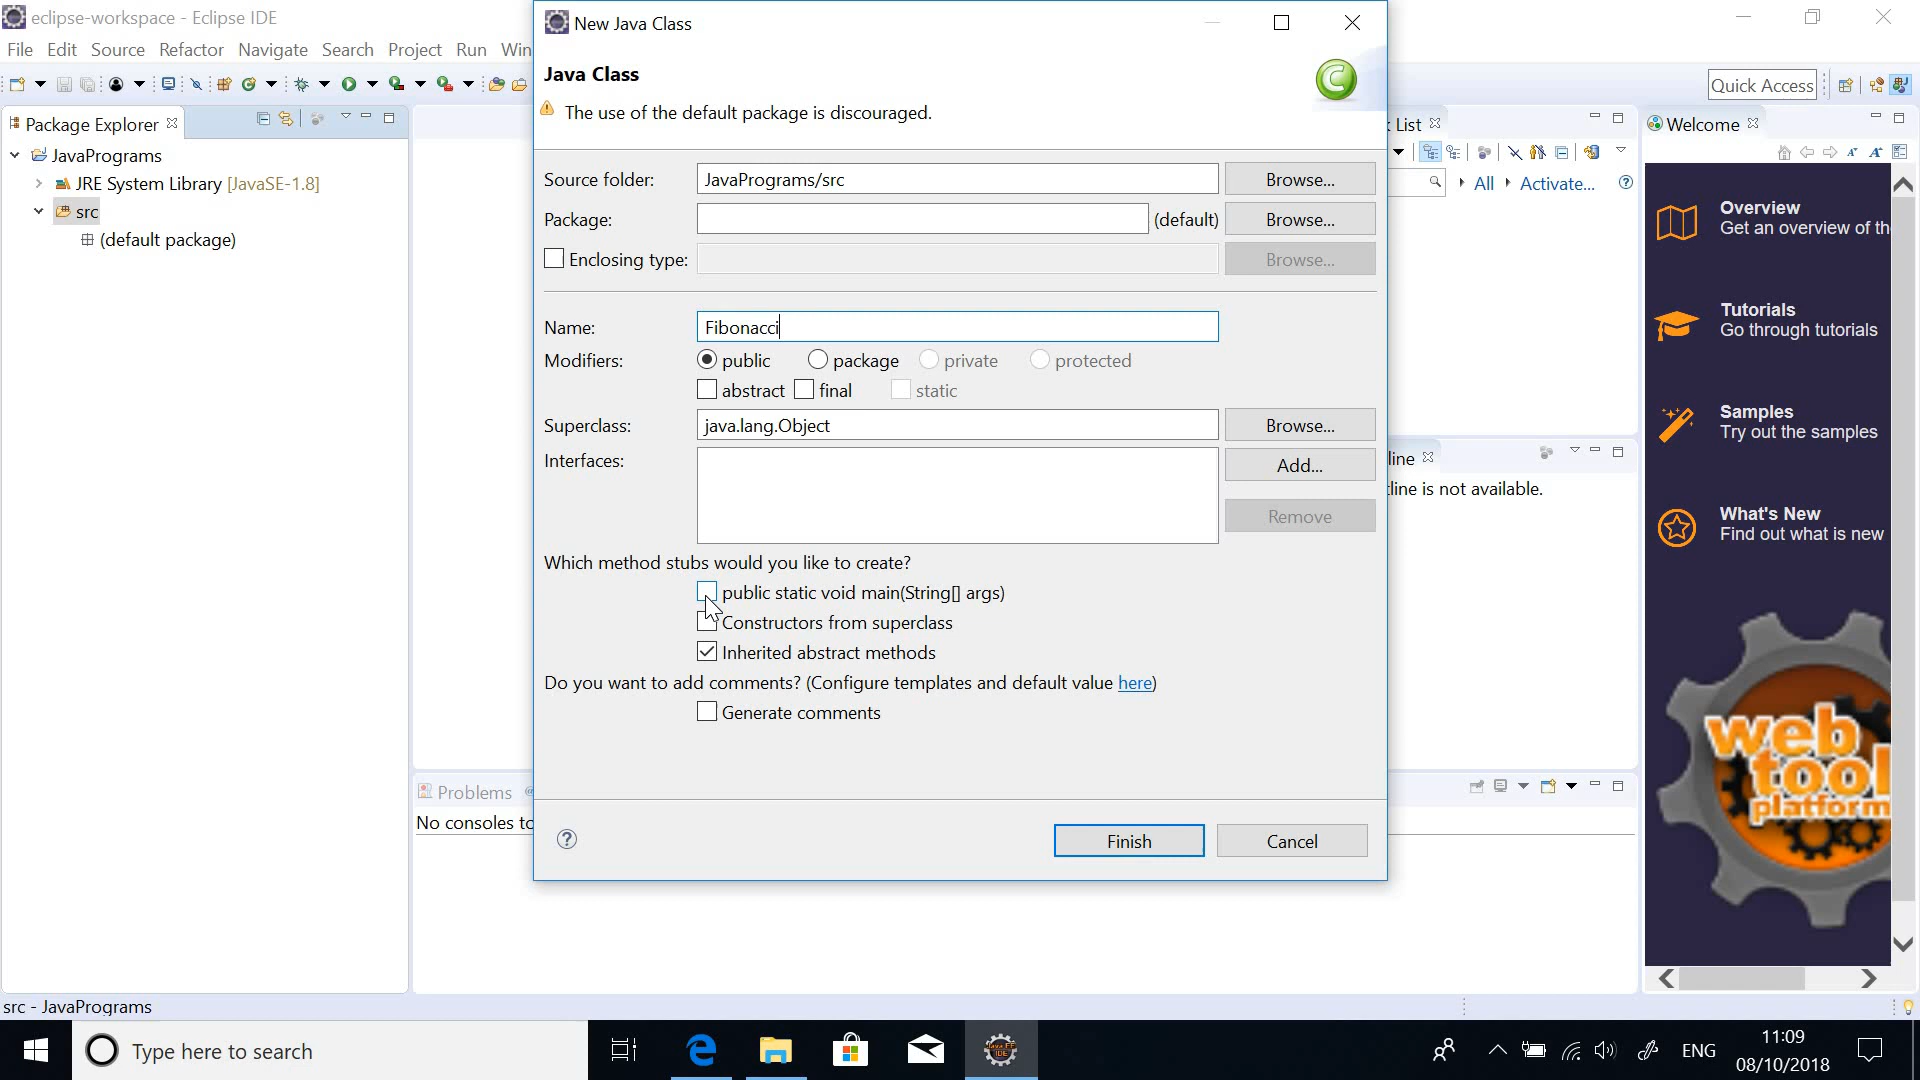 eclipse-workspace - Eclipse IDE
File Edit Source Refactor Navigate Search Project Run Win
Quick Access
Package Explorer
JavaPrograms
JRE System Library [JavaSE-1.8]
src
(default package)
New Java Class
Java Class
The use of the default package is discouraged.
Source folder: JavaPrograms/src Browse...
Package: (default) Browse...
Enclosing type: Browse...
Name: Fibonacci
Modifiers: public package private protected
abstract final static
Superclass: java.lang.Object Browse...
Interfaces: Add...
Remove
Which method stubs would you like to create?
public static void main(String[] args)
Constructors from superclass
Inherited abstract methods
Do you want to add comments? (Configure templates and default value here)
Generate comments
Finish Cancel
List
All Activate...
line
tline is not available.
Welcome
Overview
Get an overview of th
Tutorials
Go through tutorials
Samples
Try out the samples
What's New
Find out what is new
web
tool
platform
Problems
No consoles to
src - JavaPrograms
Type here to search
Java EE
IDE
ENG
11:09
08/10/2018